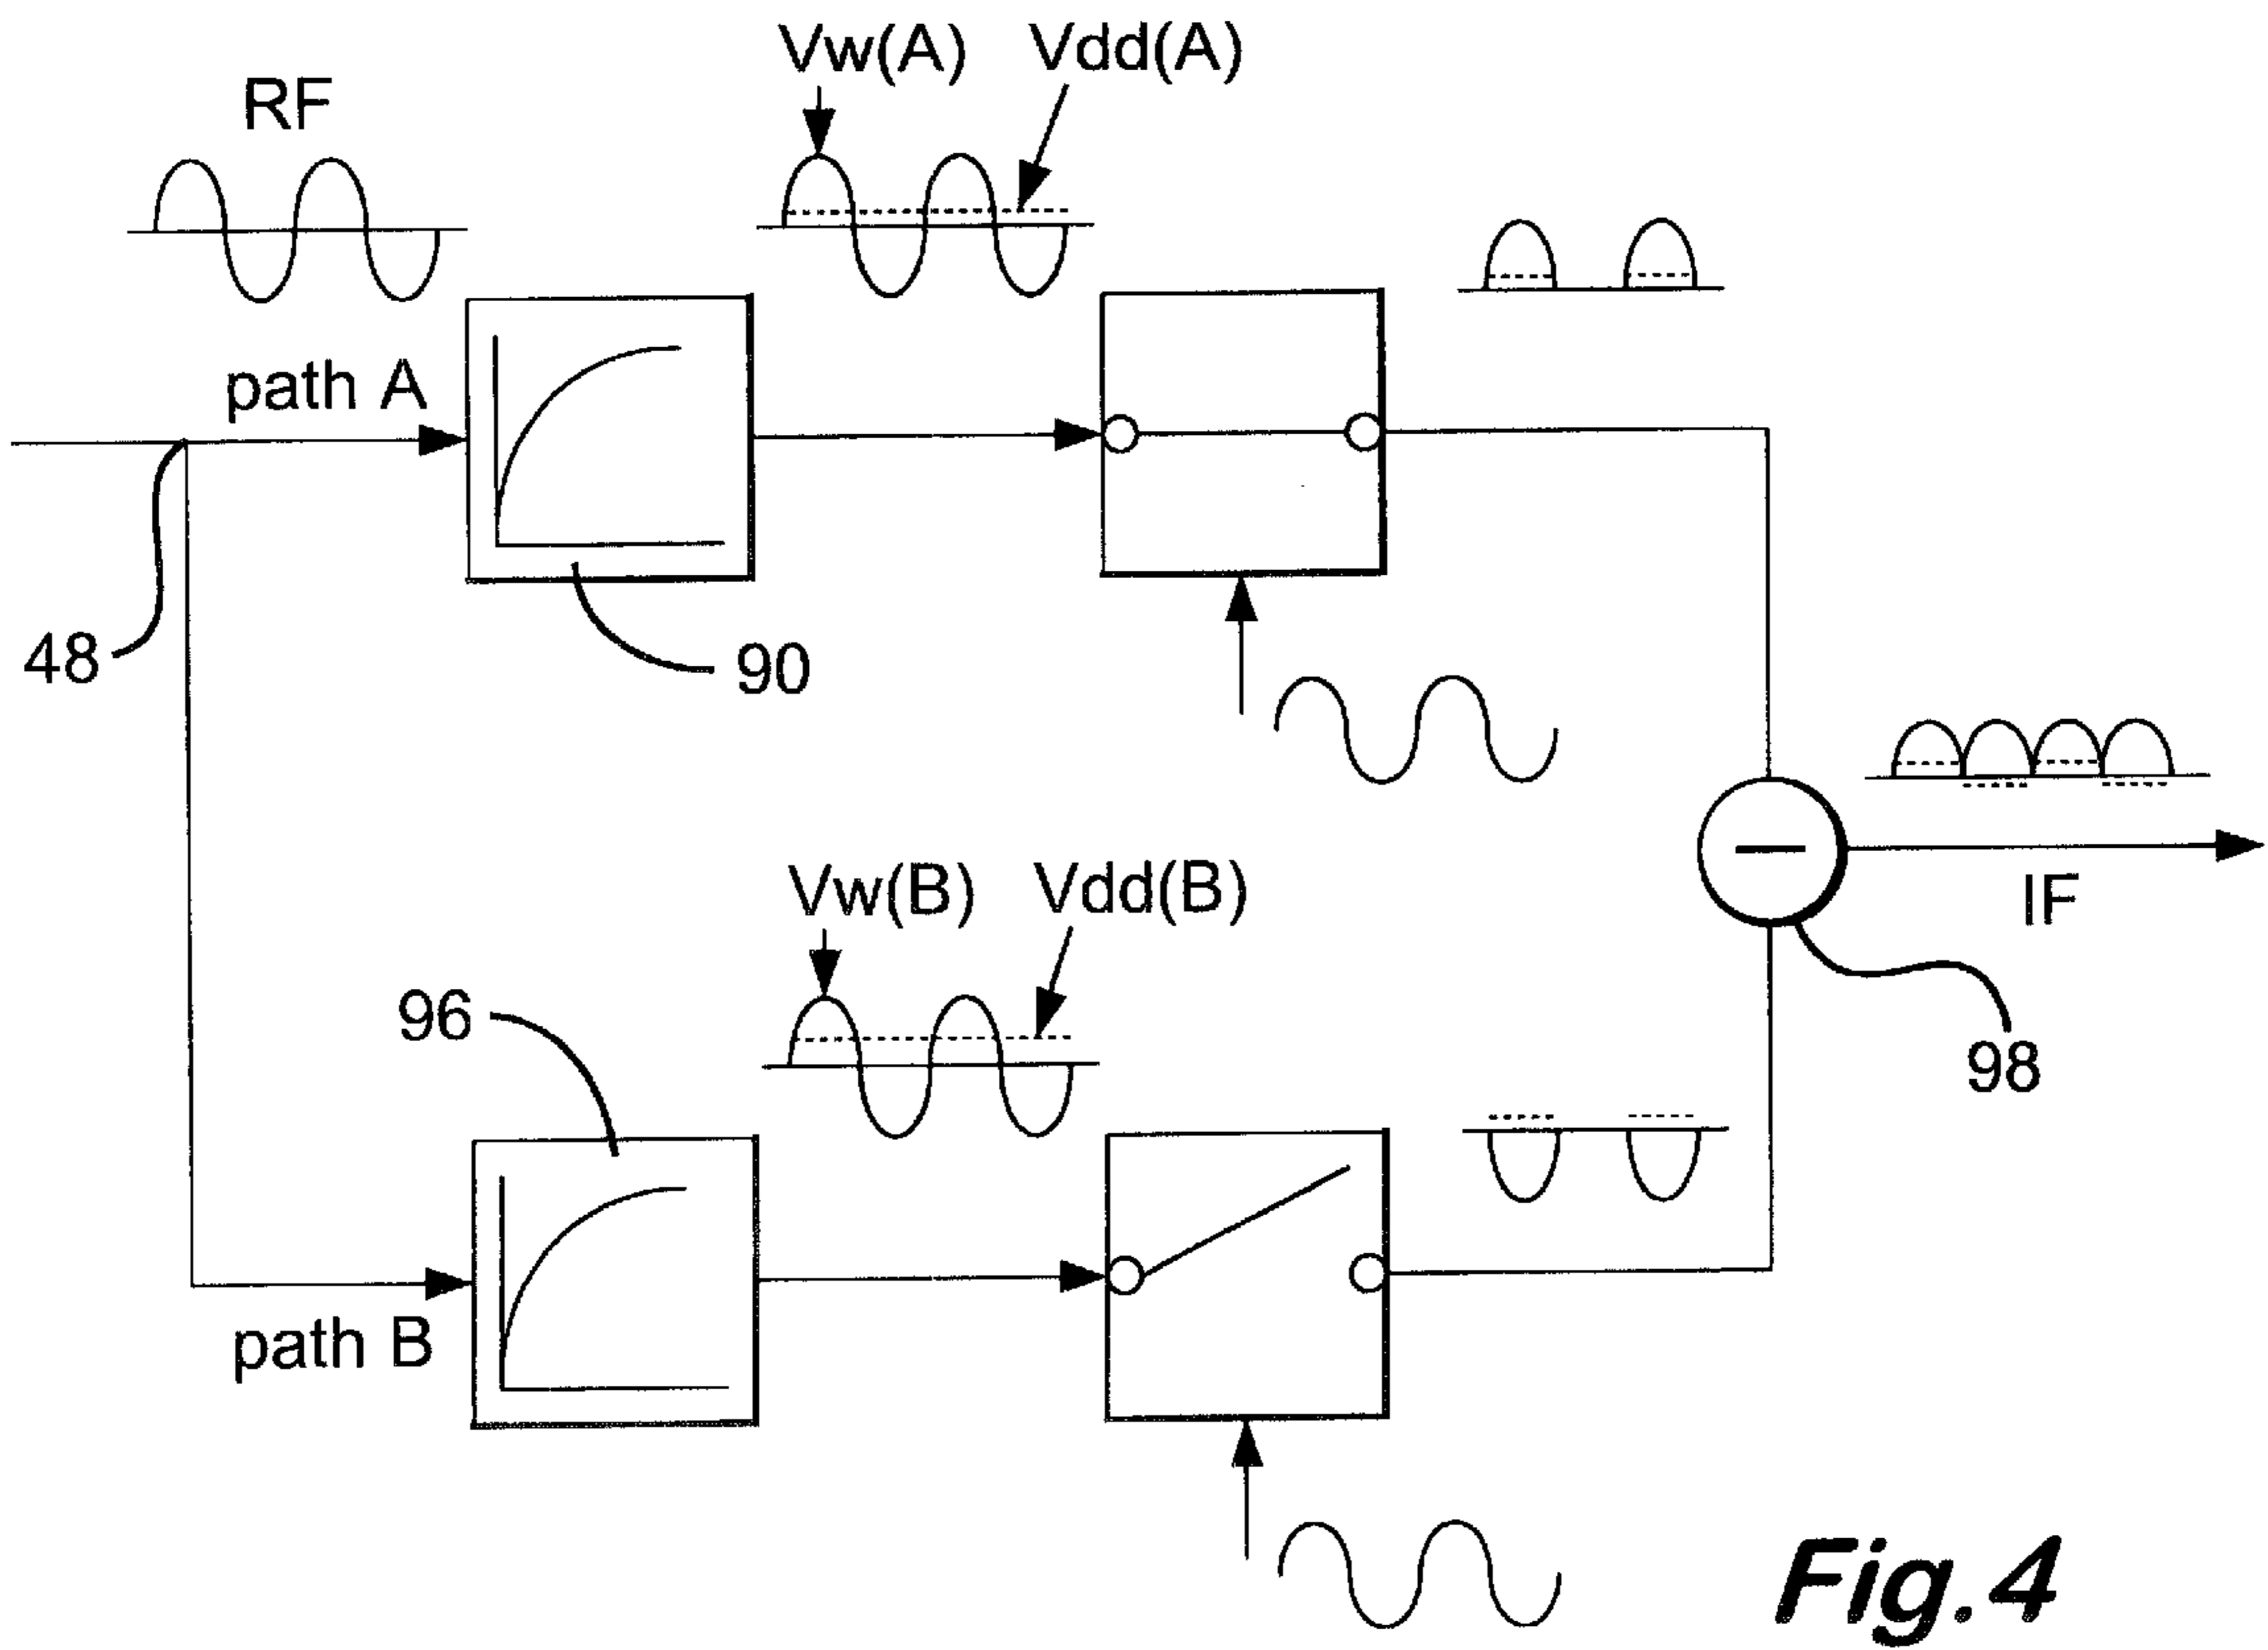 Vw(A) Vdd(A)
RF
path A
48
90
Vw(B) Vdd(B)
IF
96
98
path B
Fig.4